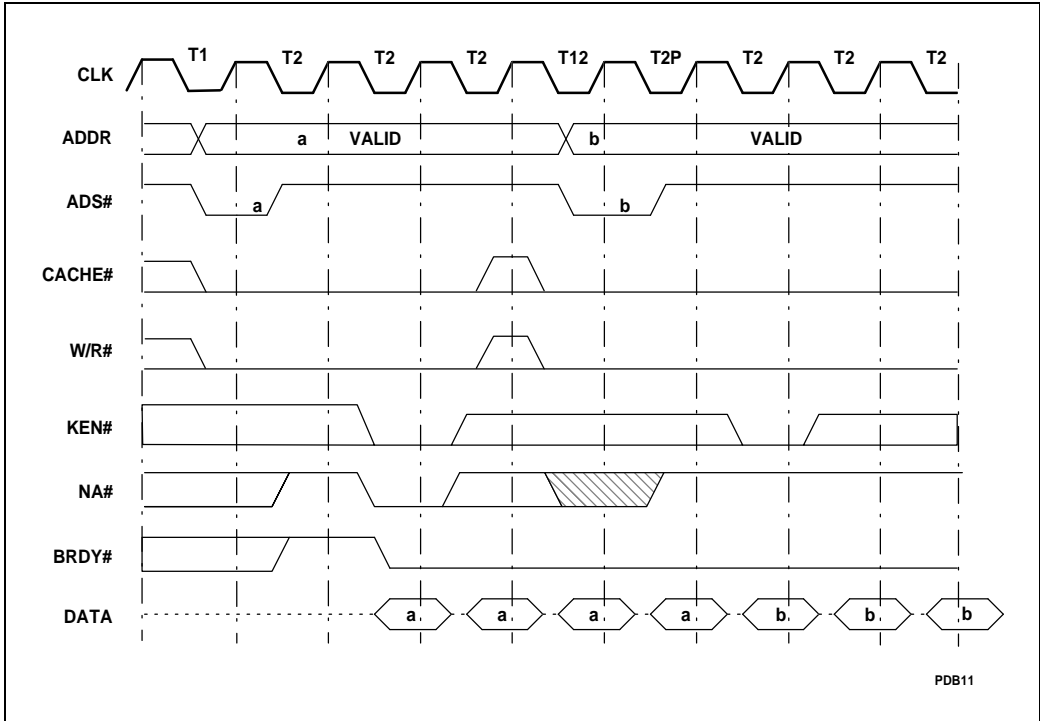 T1 T2 T2 T2 T12 T2P T2 T2 T2
CLK
ADDR a VALID b VALID
ADS# a b
CACHE#
W/R#
KEN#
NA#
BRDY#
DATA a a a a b b b
PDB11